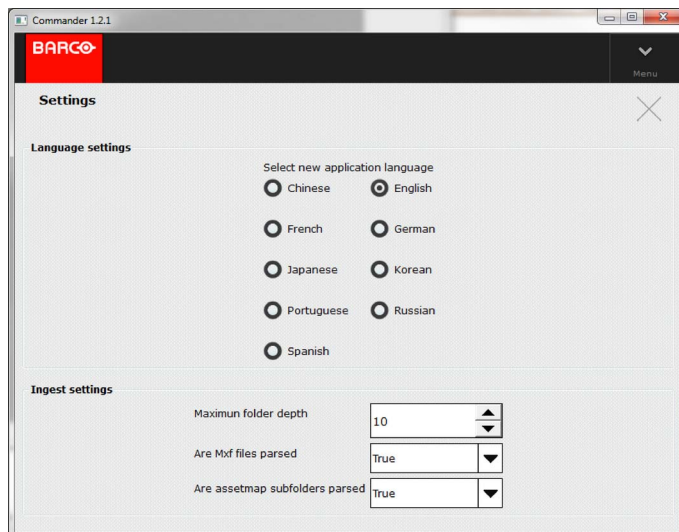 Commander 1.2.1
BARCO
Menu
Settings
Language settings
Select new application language
Chinese English
French German
Japanese Korean
Portuguese Russian
Spanish
Ingest settings
Maximun folder depth 10
Are Mxf files parsed True
Are assetmap subfolders parsed True